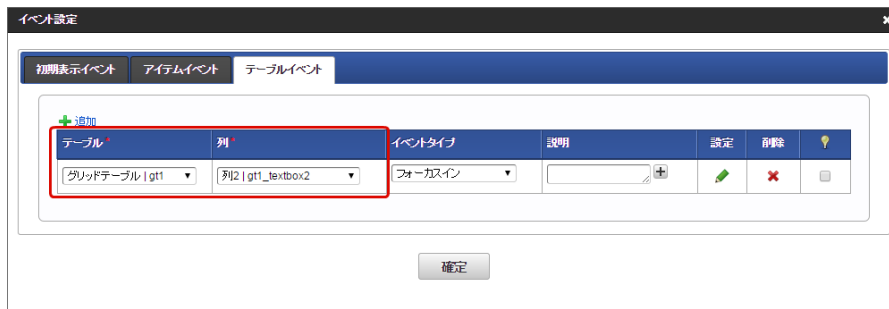 イベント設定
初期表示イベント アイテムイベント テーブルイベント
追加
テーブル* 列* イベントタイプ 説明 設定 削除
グリッドテーブル | gt1 列2 | gt1_textbox2 フォーカスイン
確定